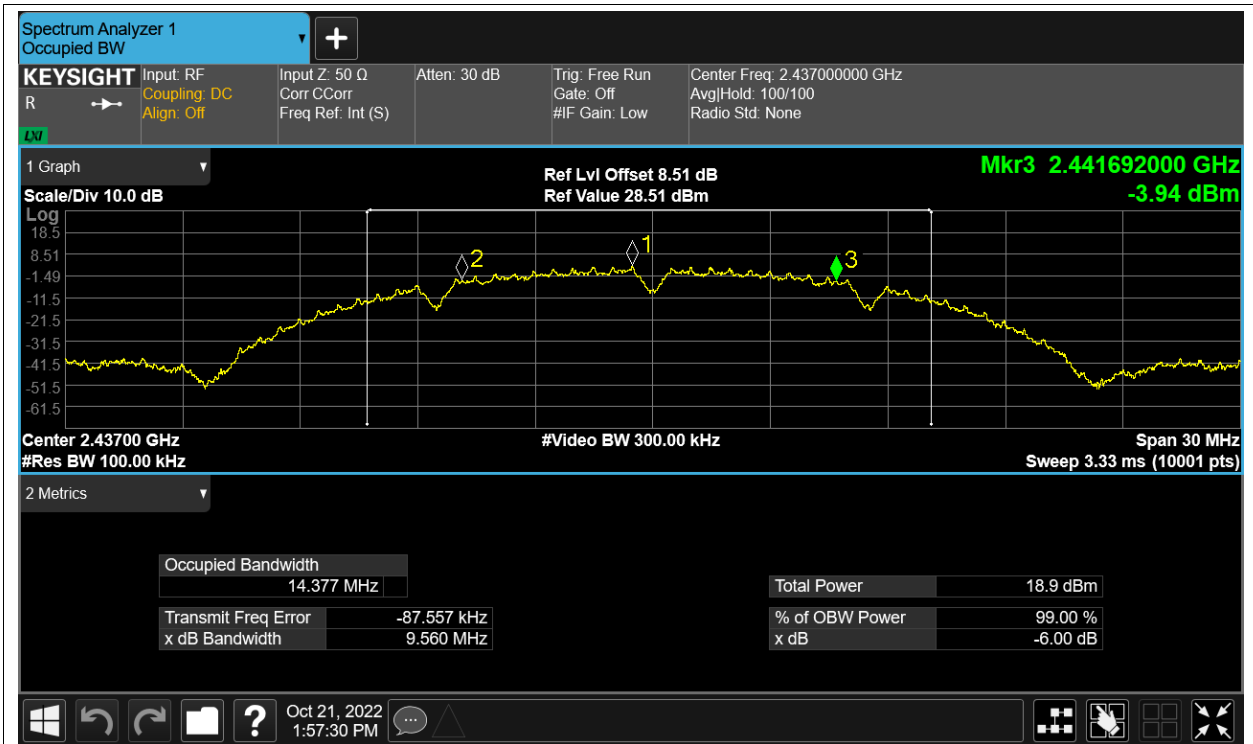 Spectrum Analyzer 1
Occupied BW
KEYSIGHT
R
LXI
Input: RF
Coupling: DC
Align: Off
Input Z: 50 Ω
Corr CCorr
Freq Ref: Int (S)
Atten: 30 dB
Trig: Free Run
Gate: Off
#IF Gain: Low
Center Freq: 2.437000000 GHz
Avg|Hold: 100/100
Radio Std: None
1 Graph
Scale/Div 10.0 dB
Ref Lvl Offset 8.51 dB
Ref Value 28.51 dBm
Mkr3 2.441692000 GHz
-3.94 dBm
Log
18.5
8.51
-1.49
-11.5
-21.5
-31.5
-41.5
-51.5
-61.5
2
1
3
Center 2.43700 GHz
#Res BW 100.00 kHz
#Video BW 300.00 kHz
Span 30 MHz
Sweep 3.33 ms (10001 pts)
2 Metrics
Occupied Bandwidth
14.377 MHz
Transmit Freq Error -87.557 kHz
x dB Bandwidth 9.560 MHz
Total Power 18.9 dBm
% of OBW Power 99.00 %
x dB -6.00 dB
?
Oct 21, 2022
1:57:30 PM